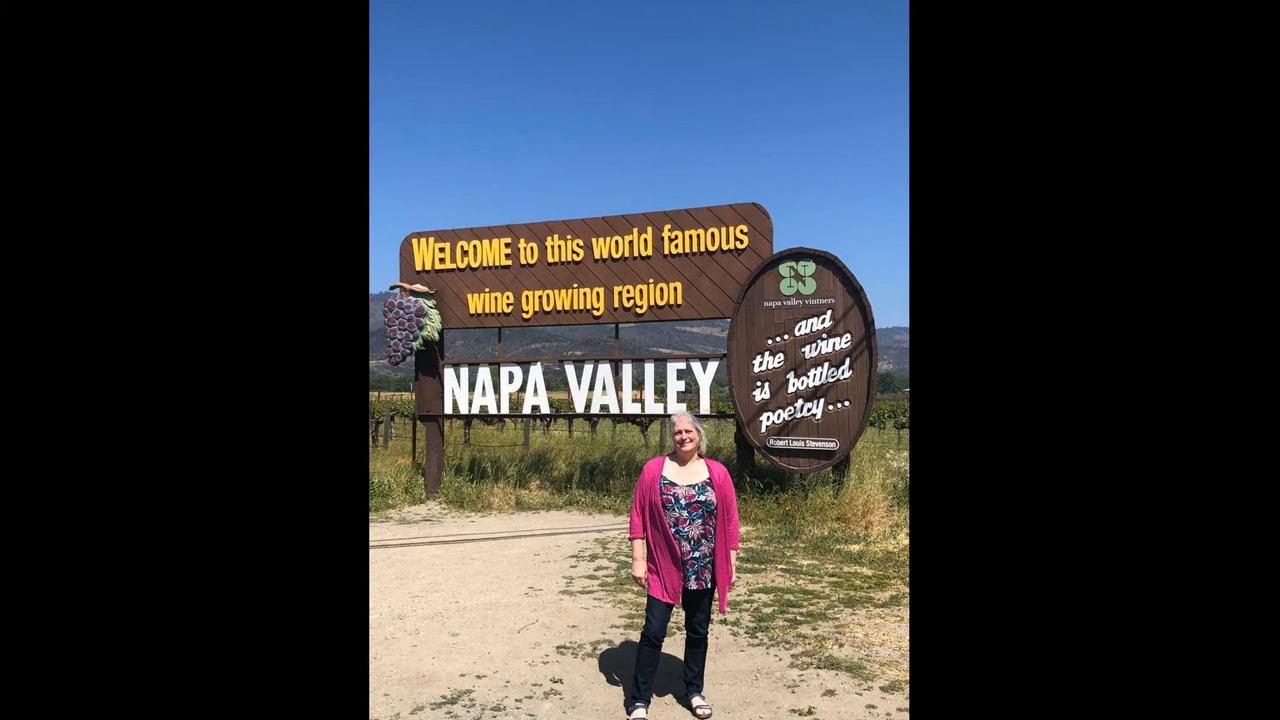 WELCOME to this world famous
wine growing region
NAPA VALLEY
napa valley vintners
...and
the wine
is bottled
poetry...
Robert Louis Stevenson